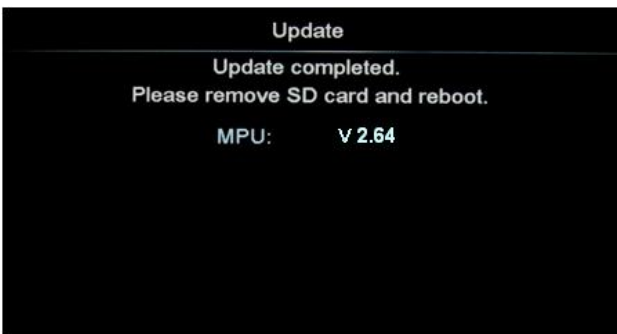 Update
Update completed.
Please remove SD card and reboot.
MPU: V 2.64